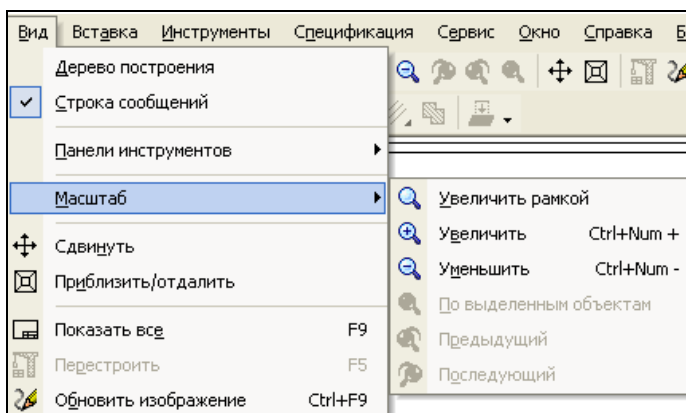 Вид Вставка Инструменты Спецификация Сервис Окно Справка Б
Дерево построения
Строка сообщений
Панели инструментов
Масштаб
Увеличить рамкой
Увеличить Ctrl+Num +
Уменьшить Ctrl+Num -
По выделенным объектам
Предыдущий
Последующий
Сдвинуть
Приблизить/отдалить
Показать все F9
Перестроить F5
Обновить изображение Ctrl+F9